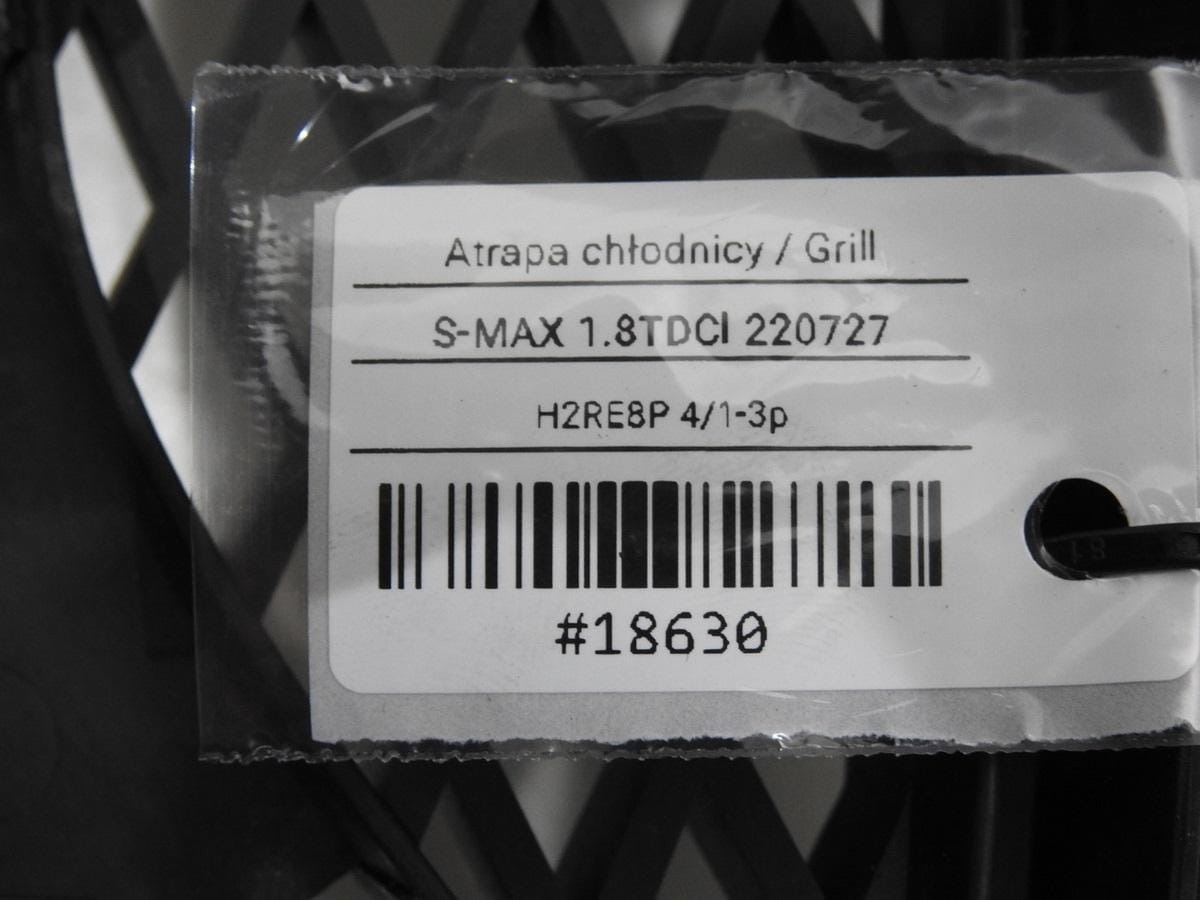 Atrapa chłodnicy / Grill
S-MAX 1.8TDCI 220727
H2RE8P 4/1-3p
#18630